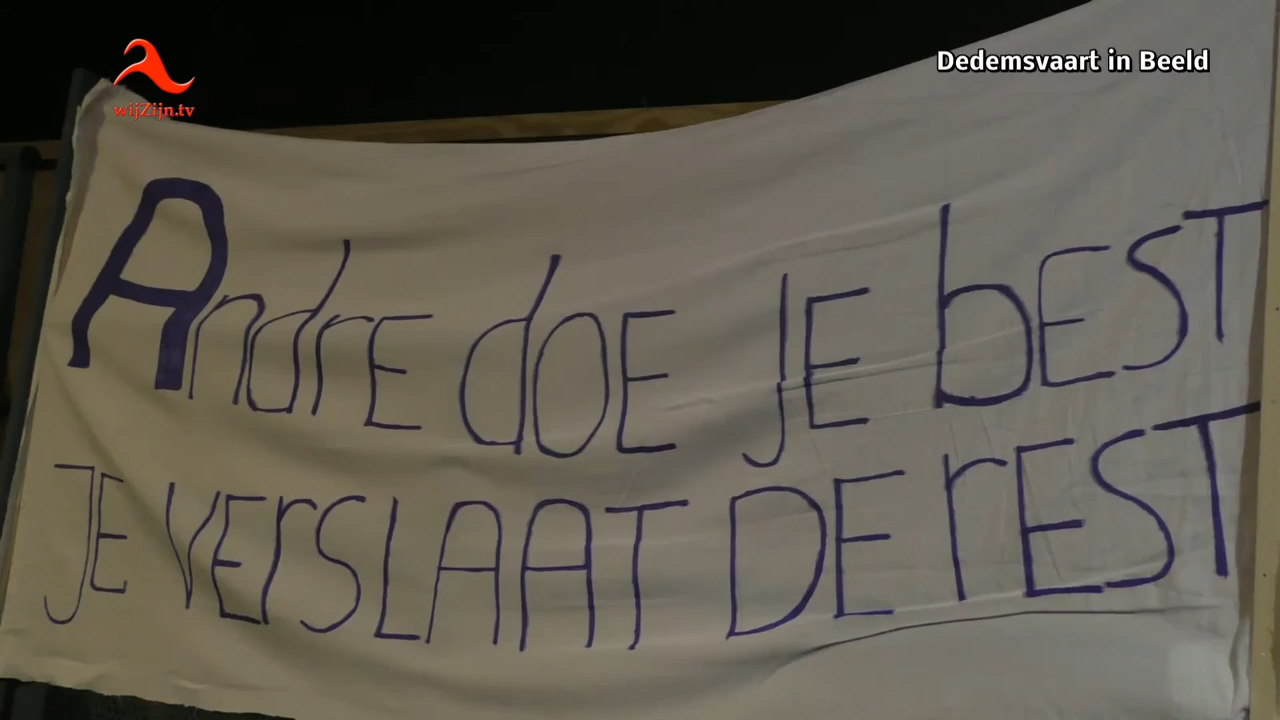 wijZijn.tv
Dedemsvaart in Beeld
AndrE doE JE bEST
JE VErSLAAT DE rEST